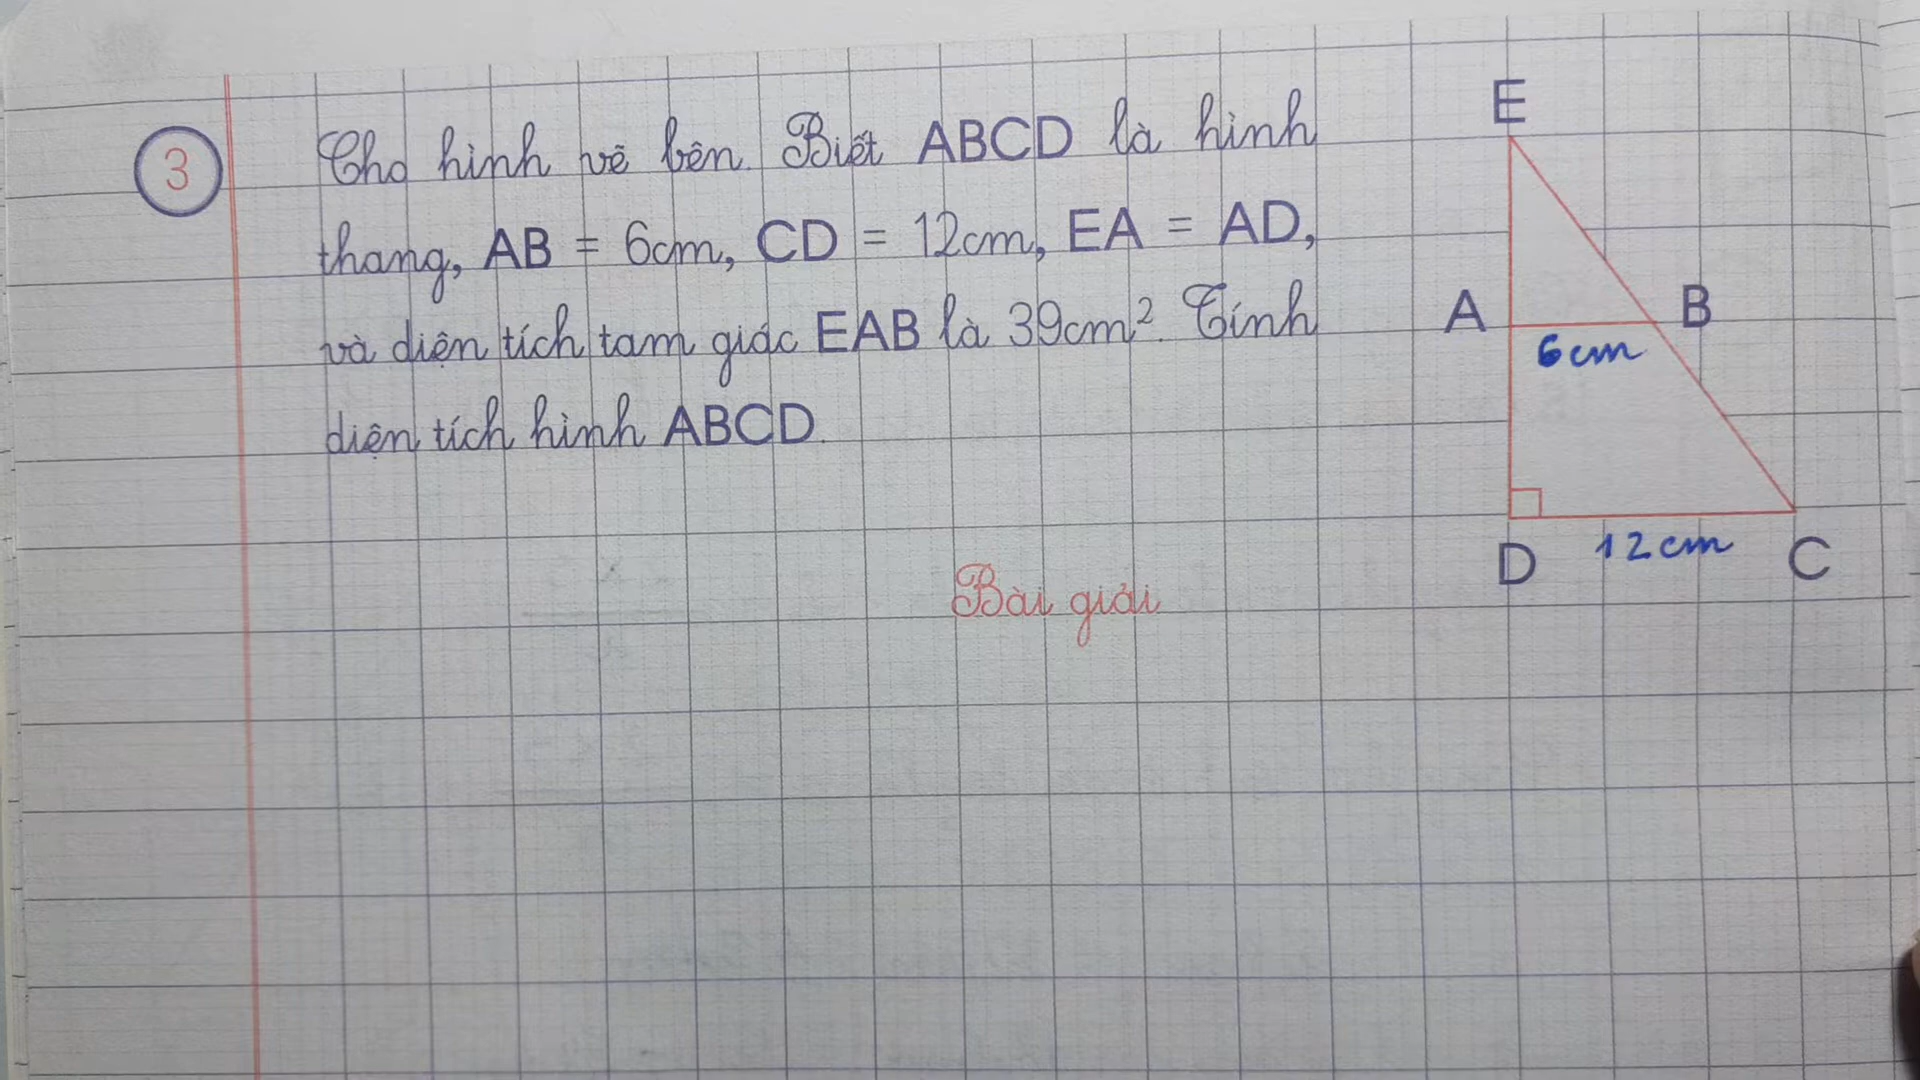 3
Cho hình vẽ bên. Biết ABCD là hình
thang, AB = 6cm, CD = 12cm, EA = AD,
và diện tích tam giác EAB là 39cm². Tính
diện tích hình ABCD.
E
A
B
6cm
D
12cm
C
Bài giải